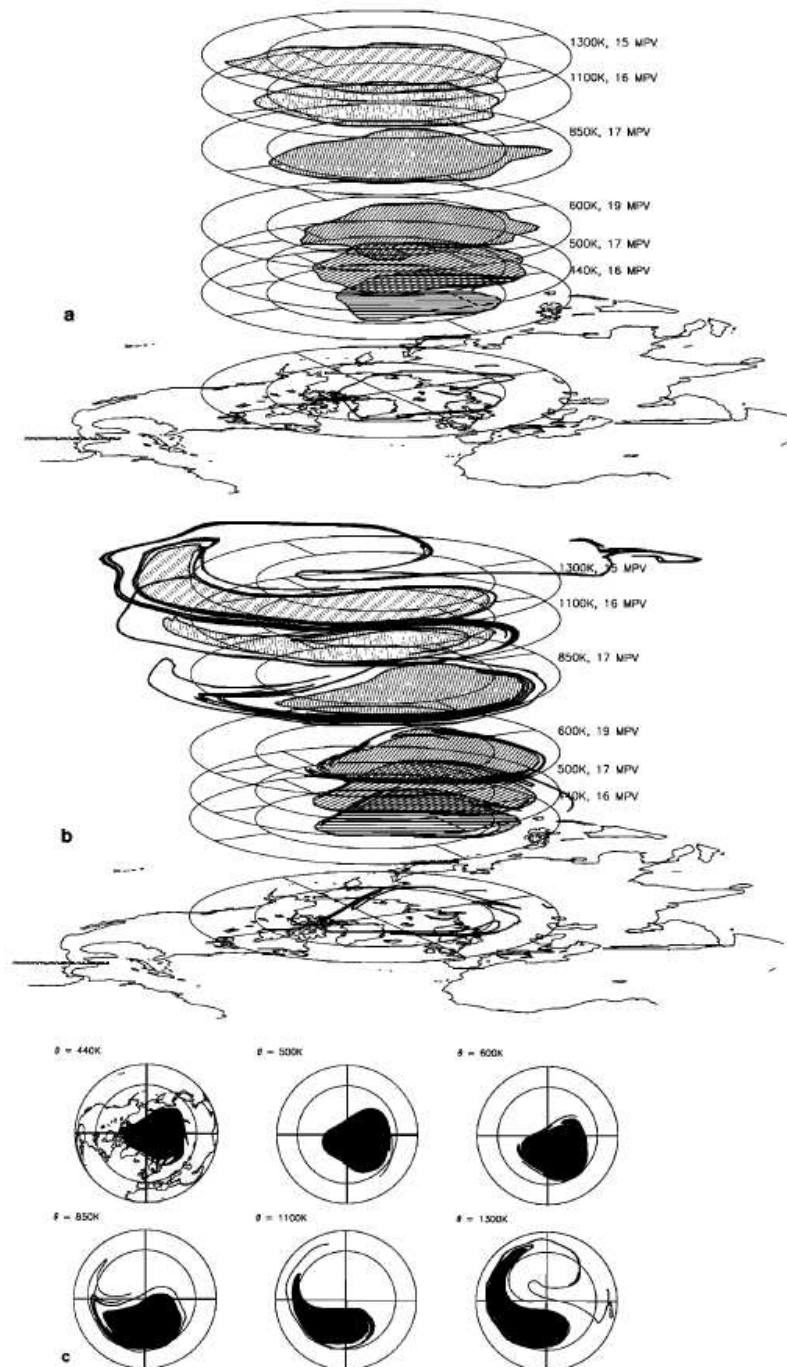 1300K, 15 MPV
1100K, 16 MPV
850K, 17 MPV
600K, 19 MPV
500K, 17 MPV
440K, 16 MPV
a
1300K, 15 MPV
1100K, 16 MPV
850K, 17 MPV
600K, 19 MPV
500K, 17 MPV
440K, 16 MPV
b
θ = 440K
θ = 500K
θ = 600K
θ = 850K
θ = 1100K
θ = 1300K
c